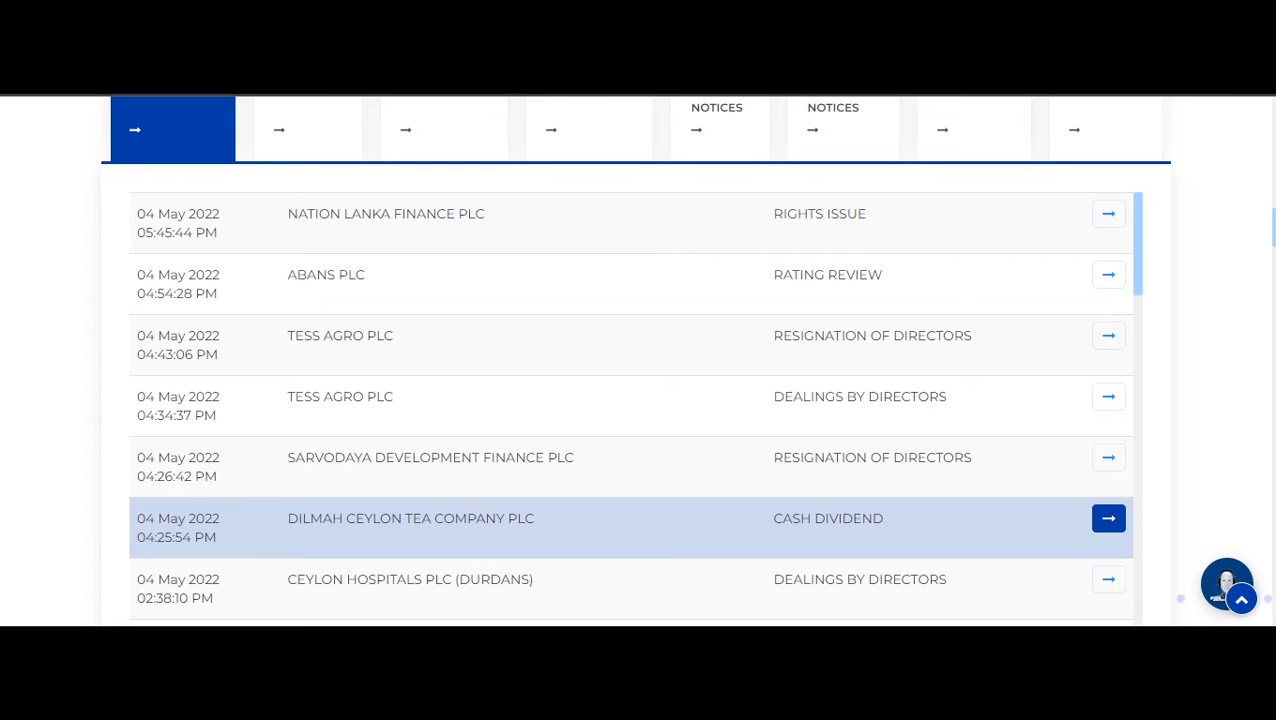 NOTICES
NOTICES
04 May 2022
05:45:44 PM
NATION LANKA FINANCE PLC
RIGHTS ISSUE
04 May 2022
04:54:28 PM
ABANS PLC
RATING REVIEW
04 May 2022
04:43:06 PM
TESS AGRO PLC
RESIGNATION OF DIRECTORS
04 May 2022
04:34:37 PM
TESS AGRO PLC
DEALINGS BY DIRECTORS
04 May 2022
04:26:42 PM
SARVODAYA DEVELOPMENT FINANCE PLC
RESIGNATION OF DIRECTORS
04 May 2022
04:25:54 PM
DILMAH CEYLON TEA COMPANY PLC
CASH DIVIDEND
04 May 2022
02:38:10 PM
CEYLON HOSPITALS PLC (DURDANS)
DEALINGS BY DIRECTORS